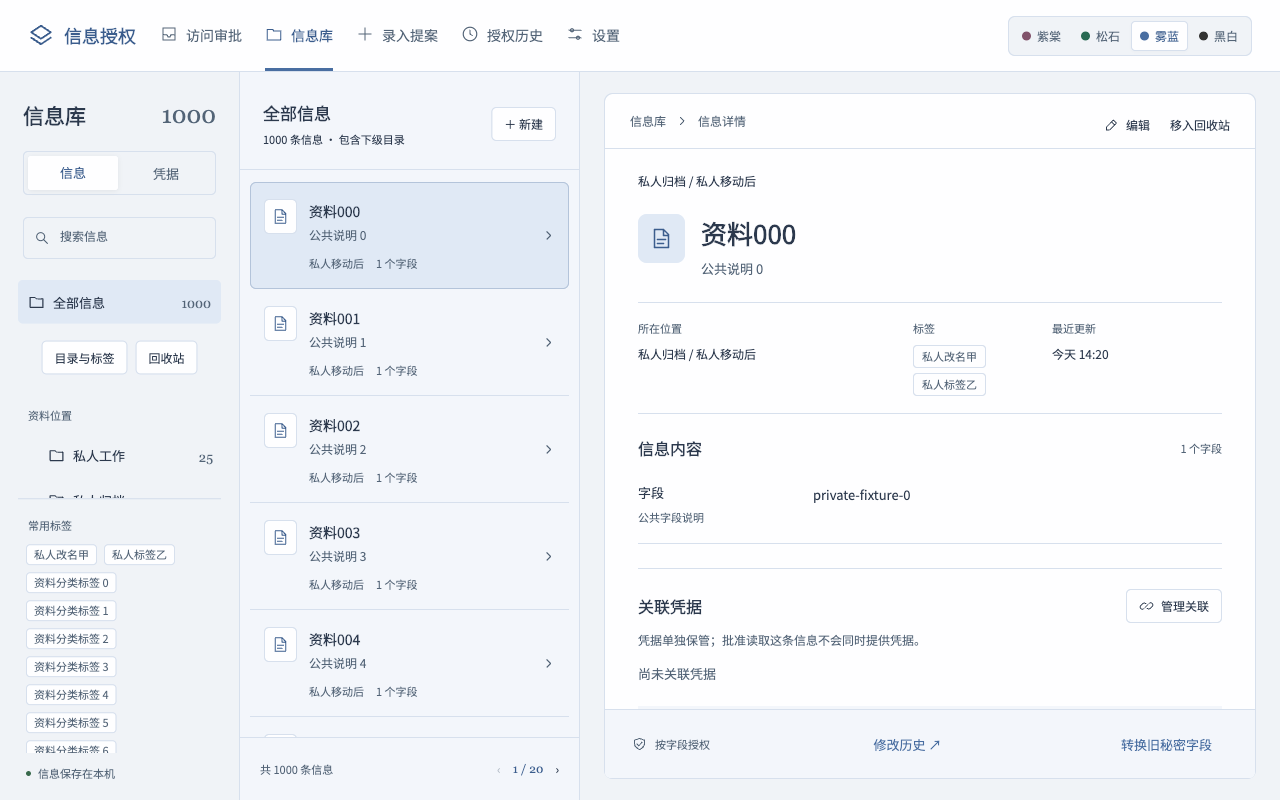 信息授权
访问审批
信息库
录入提案
授权历史
设置
紫棠
松石
雾蓝
黑白
信息库
1000
信息
凭据
搜索信息
全部信息
1000
目录与标签
回收站
资料位置
私人工作
25
常用标签
私人改名甲
私人标签乙
资料分类标签 0
资料分类标签 1
资料分类标签 2
资料分类标签 3
资料分类标签 4
资料分类标签 5
资料分类标签 6
信息保存在本机
全部信息
1000 条信息 · 包含下级目录
新建
资料000
公共说明 0
私人移动后 1 个字段
资料001
公共说明 1
私人移动后 1 个字段
资料002
公共说明 2
私人移动后 1 个字段
资料003
公共说明 3
私人移动后 1 个字段
资料004
公共说明 4
私人移动后 1 个字段
共 1000 条信息
‹ 1 / 20 ›
信息库 > 信息详情
编辑
移入回收站
私人归档 / 私人移动后
资料000
公共说明 0
所在位置
私人归档 / 私人移动后
标签
私人改名甲
私人标签乙
最近更新
今天 14:20
信息内容
1 个字段
字段
private-fixture-0
公共字段说明
关联凭据
管理关联
凭据单独保管；批准读取这条信息不会同时提供凭据。
尚未关联凭据
按字段授权
修改历史 ↗
转换旧秘密字段